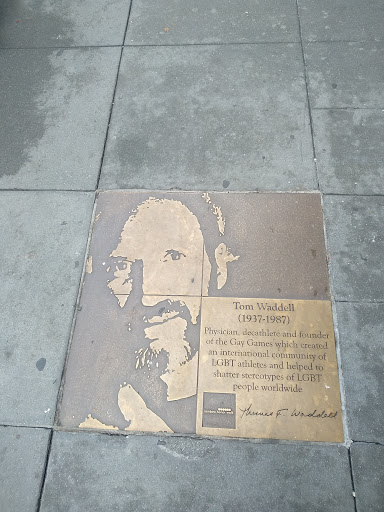 Tom Waddell
(1937-1987)
Physician, decathlete and founder
of the Gay Games which created
an international community of
LGBT athletes and helped to
shatter stereotypes of LGBT
people worldwide
F. Waddell